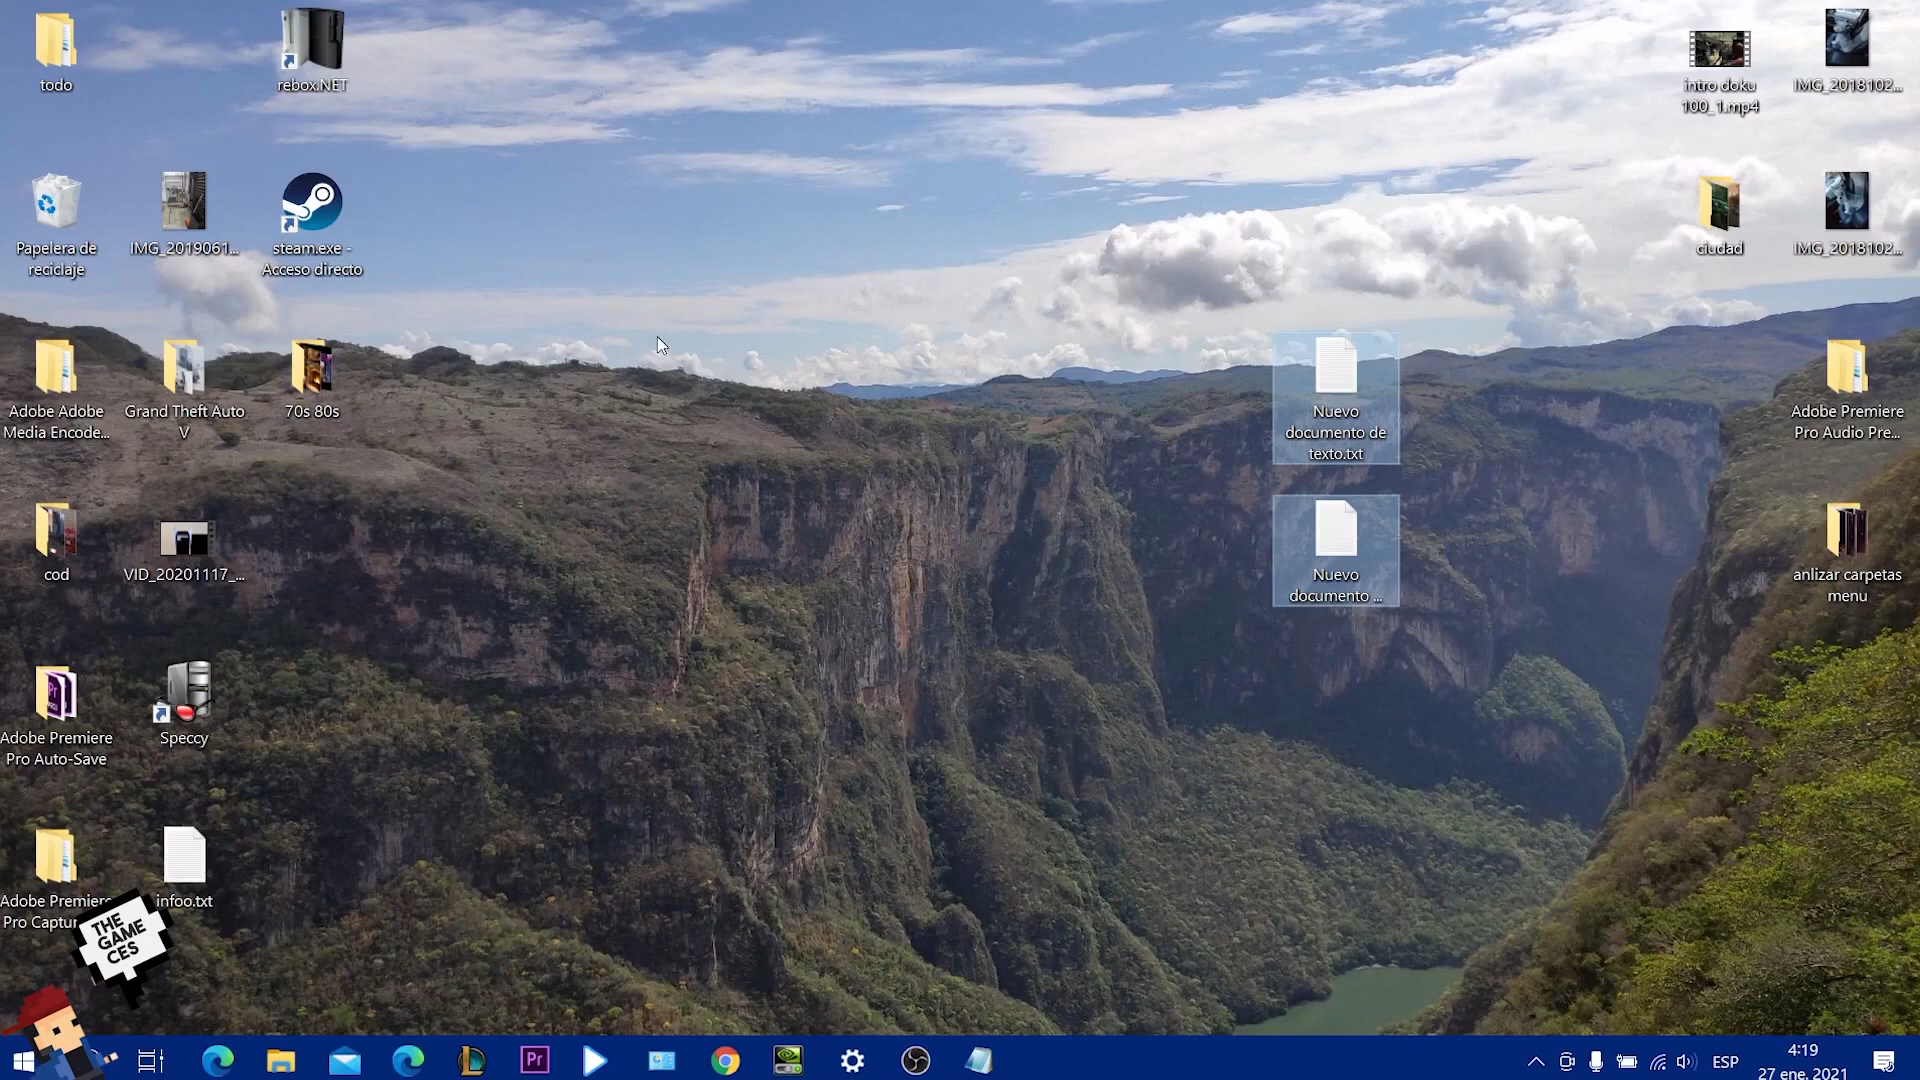 todo
rebox.NET
intro doku
100_1.mp4
IMG_2018102...
Papelera de
reciclaje
IMG_2019061...
steam.exe -
Acceso directo
ciudad
IMG_2018102...
Adobe Adobe
Media Encode...
Grand Theft Auto
V
70s 80s
Nuevo
documento de
texto.txt
Adobe Premiere
Pro Audio Pre...
cod
VID_20201117_...
Nuevo
documento ...
anlizar carpetas
menu
Adobe Premiere
Pro Auto-Save
Speccy
Adobe Premiere
Pro Captur
infoo.txt
THE
GAME
CES
Pr
ESP
4:19
27 ene. 2021